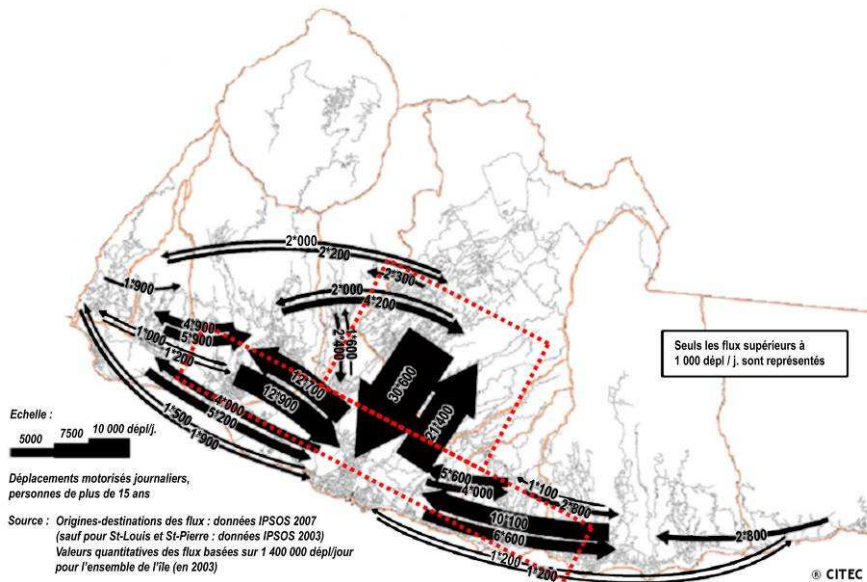 2*000
2*200
2*300
1*900
2*000
4*200
4*900
5*900
1*000
1*200
1*600
2*400
12*700
12*900
30*600
21*400
4*000
5*200
1*500
1*900
5*600
4*000
1*100
2*800
10*100
6*600
2*800
1*200
1*200
Seuls les flux supérieurs à
1 000 dépl / j. sont représentés
Echelle :
5000 7500 10 000 dépl/j.
Déplacements motorisés journaliers,
personnes de plus de 15 ans
Source : Origines-destinations des flux : données IPSOS 2007
(sauf pour St-Louis et St-Pierre : données IPSOS 2003)
Valeurs quantitatives des flux basées sur 1 400 000 dépl/jour
pour l'ensemble de l'île (en 2003)
® CITEC